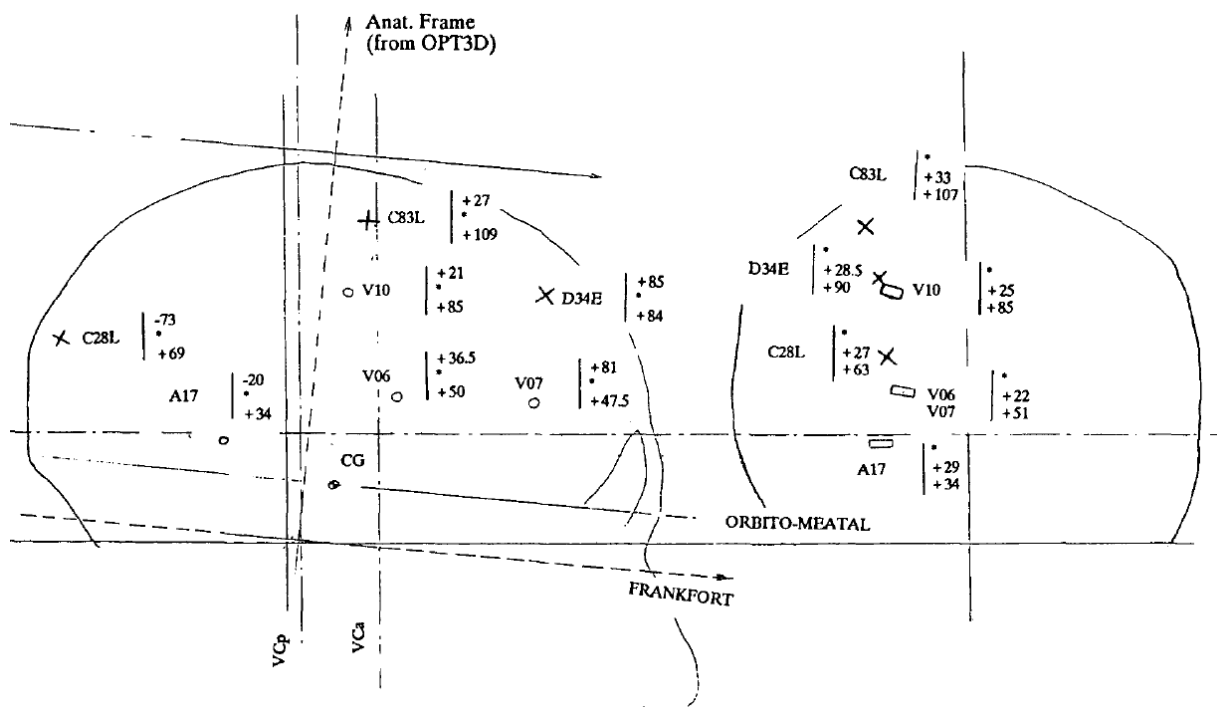 Anat. Frame
(from OPT3D)
C83L
+27
*
+109
V10
+21
*
+85
D34E
+85
*
+84
C28L
-73
*
+69
A17
-20
*
+34
V06
+36.5
*
+50
V07
+81
*
+47.5
CG
ORBITO-MEATAL
FRANKFORT
VCp
VCa
C83L
*
+33
+107
D34E
*
+28.5
+90
V10
*
+25
+85
C28L
*
+27
+63
V06
V07
*
+22
+51
A17
*
+29
+34